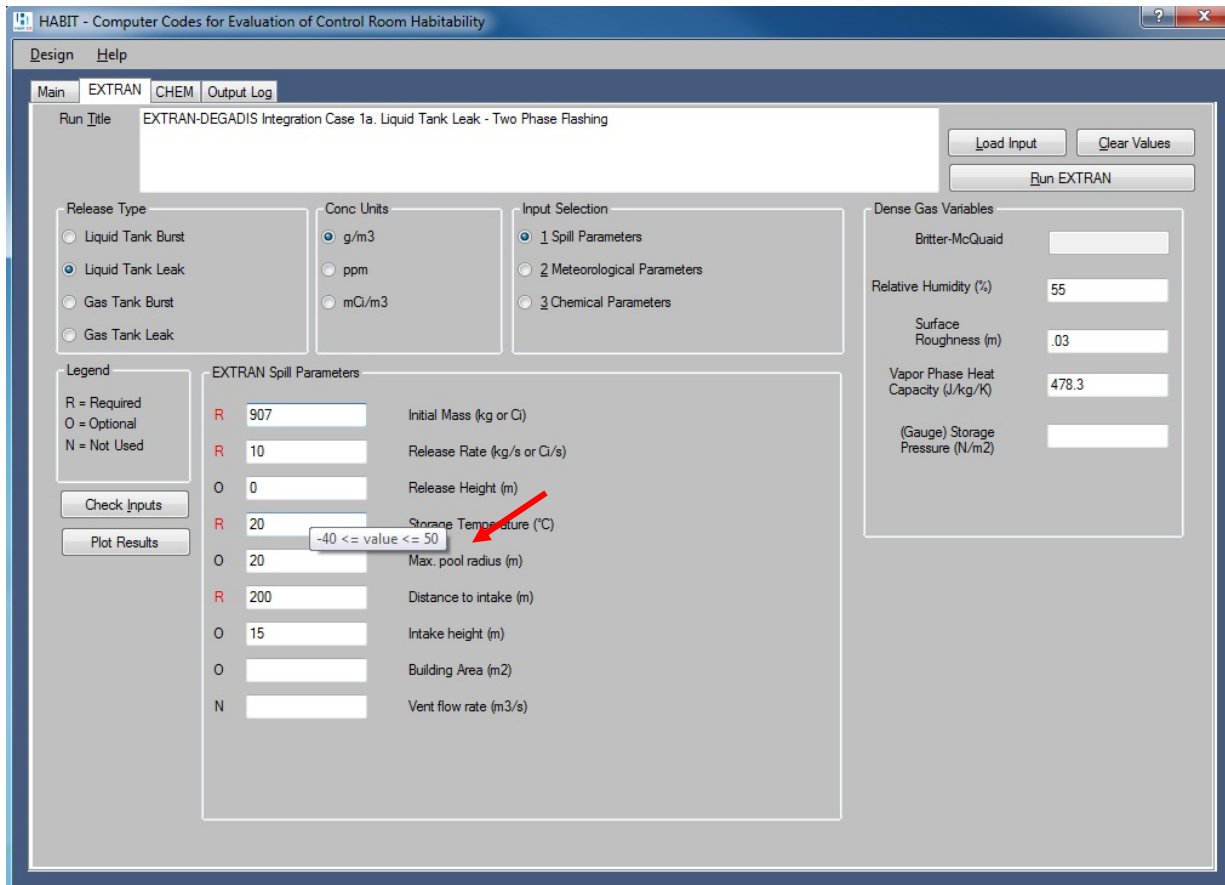 HABIT - Computer Codes for Evaluation of Control Room Habitability
Design Help
Main EXTRAN CHEM Output Log
Run Title EXTRAN-DEGADIS Integration Case 1a. Liquid Tank Leak - Two Phase Flashing
Load Input Clear Values
Run EXTRAN
Release Type
Liquid Tank Burst
Liquid Tank Leak
Gas Tank Burst
Gas Tank Leak
Conc Units
g/m3
ppm
mCi/m3
Input Selection
1 Spill Parameters
2 Meteorological Parameters
3 Chemical Parameters
Dense Gas Variables
Britter-McQuaid
Relative Humidity (%) 55
Surface
Roughness (m) .03
Vapor Phase Heat
Capacity (J/kg/K) 478.3
(Gauge) Storage
Pressure (N/m2)
Legend
R = Required
O = Optional
N = Not Used
Check Inputs
Plot Results
EXTRAN Spill Parameters
R 907 Initial Mass (kg or Ci)
R 10 Release Rate (kg/s or Ci/s)
O 0 Release Height (m)
R 20 Storage Temperature (°C)
-40 <= value <= 50
O 20 Max. pool radius (m)
R 200 Distance to intake (m)
O 15 Intake height (m)
O Building Area (m2)
N Vent flow rate (m3/s)